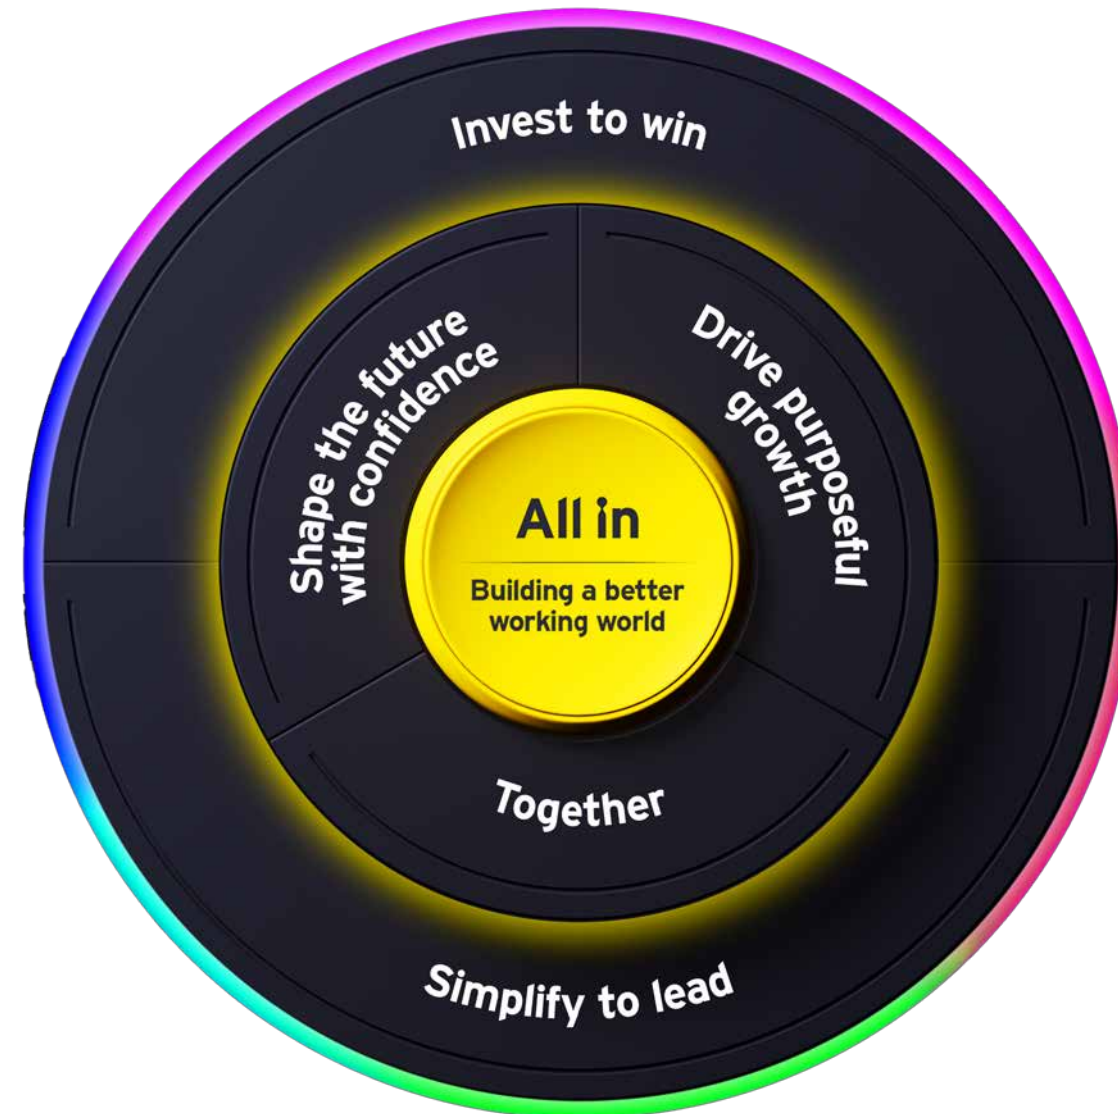 Invest to win
Shape the future
with confidence
Drive purposeful
growth
All in
Building a better
working world
Together
Simplify to lead